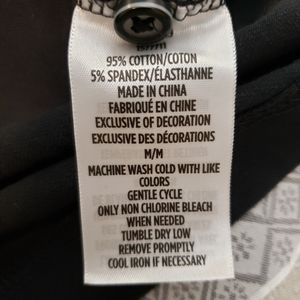 95% COTTON/COTON
5% SPANDEX/ÉLASTHANNE
MADE IN CHINA
FABRIQUÉ EN CHINE
EXCLUSIVE OF DECORATION
EXCLUSIVE DES DÉCORATIONS
M/M
MACHINE WASH COLD WITH LIKE
COLORS
GENTLE CYCLE
ONLY NON CHLORINE BLEACH
WHEN NEEDED
TUMBLE DRY LOW
REMOVE PROMPTLY
COOL IRON IF NECESSARY